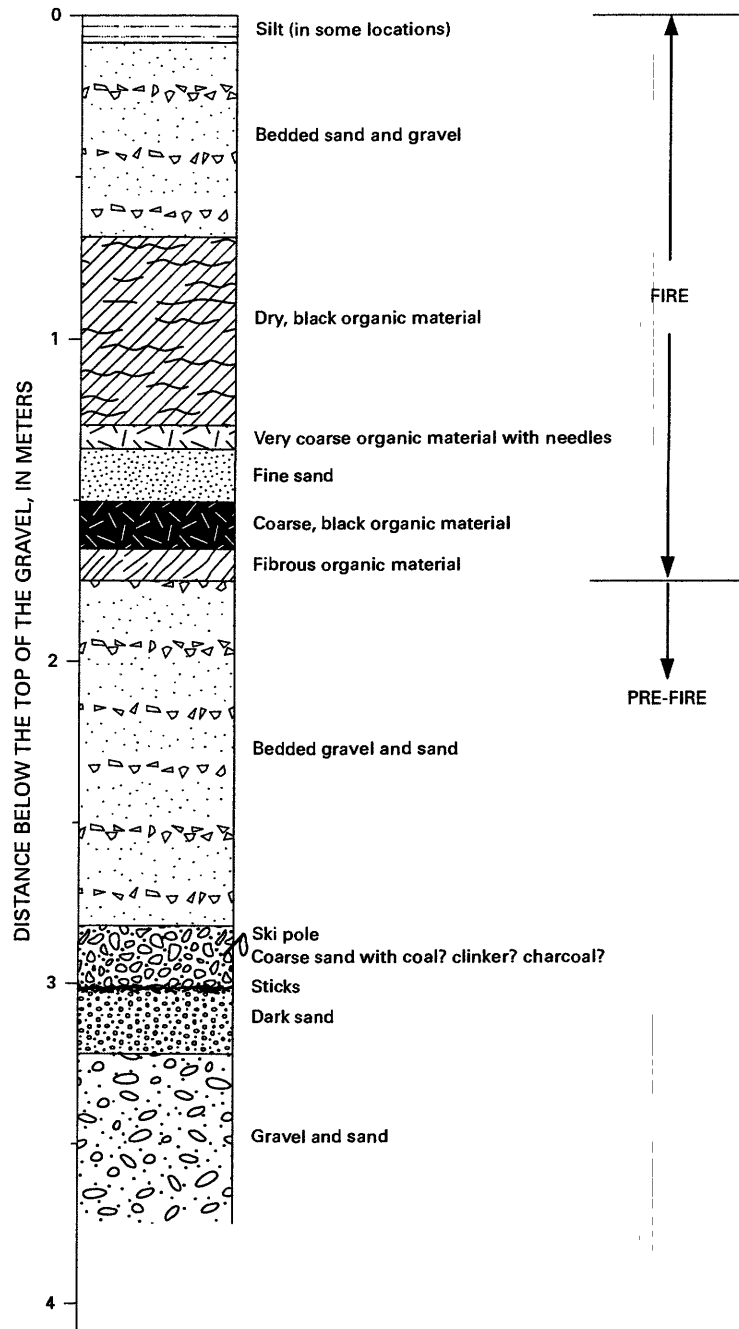 0
Silt (in some locations)
Bedded sand and gravel
FIRE
Dry, black organic material
1
Very coarse organic material with needles
Fine sand
Coarse, black organic material
Fibrous organic material
2
PRE-FIRE
Bedded gravel and sand
DISTANCE BELOW THE TOP OF THE GRAVEL, IN METERS
Ski pole
Coarse sand with coal? clinker? charcoal?
3
Sticks
Dark sand
Gravel and sand
4